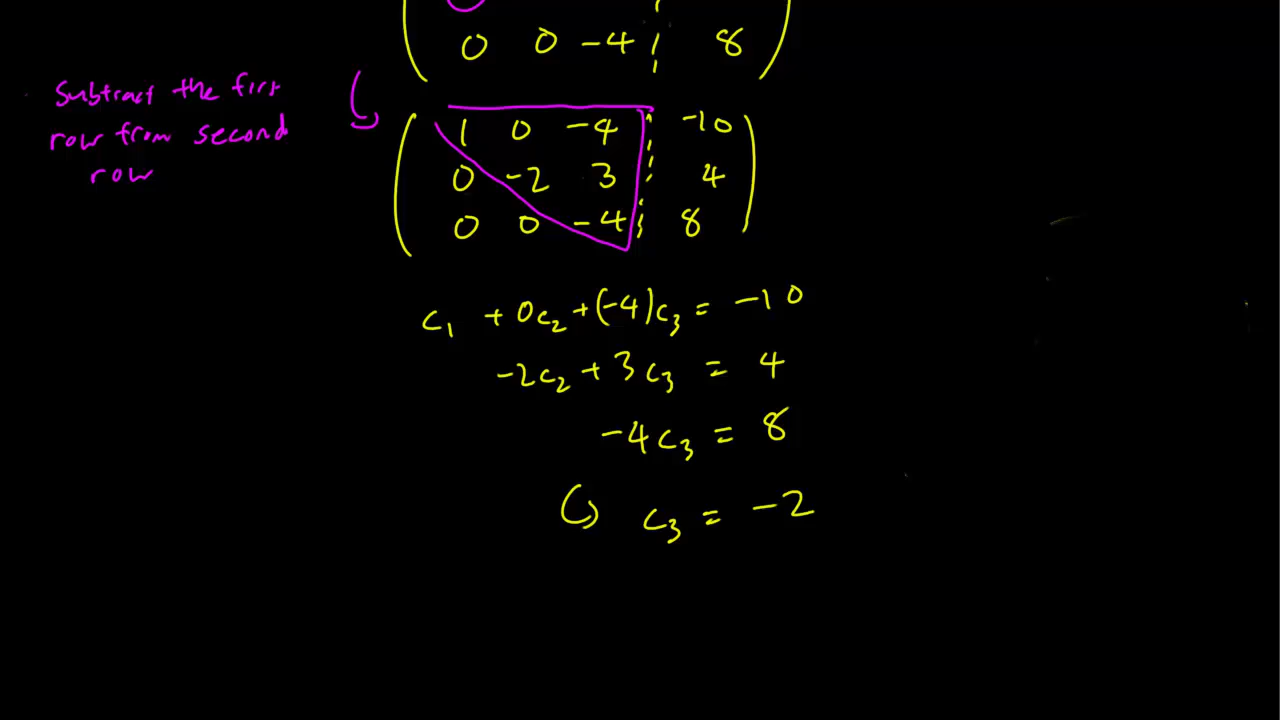 0 0 -4 ¦ 8
Subtract the first
row from second
row
1 0 -4 ¦ -10
0 -2 3 ¦ 4
0 0 -4 ¦ 8
c₁ + 0c₂ + (-4)c₃ = -10
-2c₂ + 3c₃ = 4
-4c₃ = 8
c₃ = -2